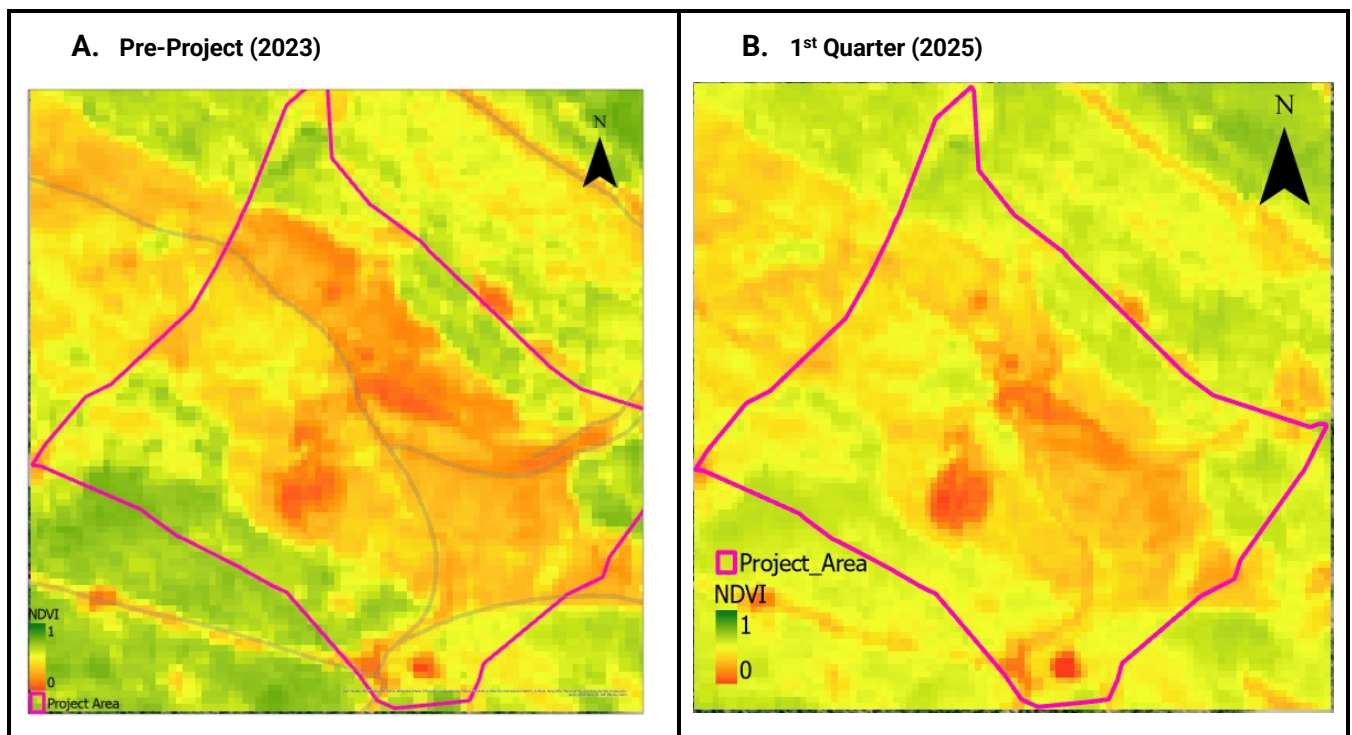 A. Pre-Project (2023)
N
NDVI
1
0
Project Area
B. 1st Quarter (2025)
N
Project_Area
NDVI
1
0